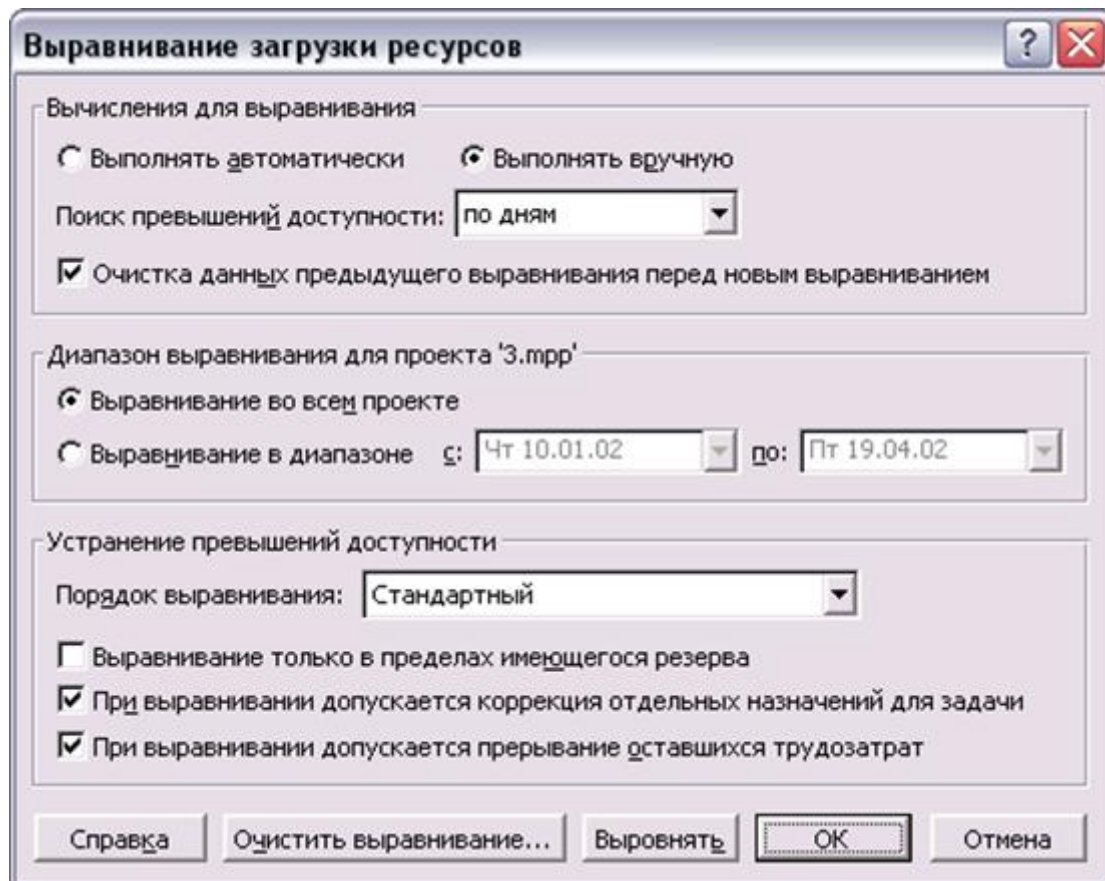 Выравнивание загрузки ресурсов
Вычисления для выравнивания
Выполнять автоматически Выполнять вручную
Поиск превышений доступности: по дням
Очистка данных предыдущего выравнивания перед новым выравниванием
Диапазон выравнивания для проекта '3.mpp'
Выравнивание во всем проекте
Выравнивание в диапазоне с: Чт 10.01.02 по: Пт 19.04.02
Устранение превышений доступности
Порядок выравнивания: Стандартный
Выравнивание только в пределах имеющегося резерва
При выравнивании допускается коррекция отдельных назначений для задачи
При выравнивании допускается прерывание оставшихся трудозатрат
Справка Очистить выравнивание... Выровнять ОК Отмена